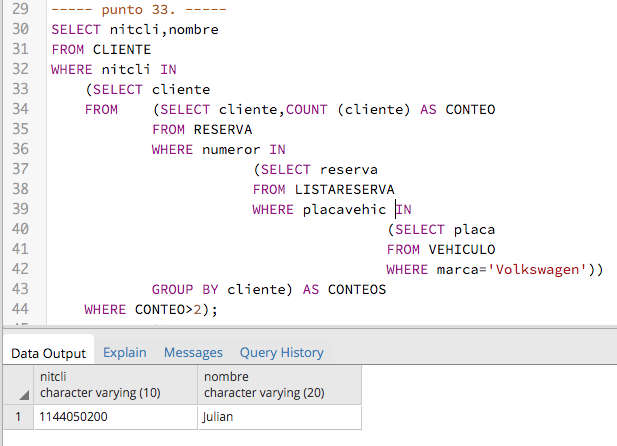 29 ----- punto 33. -----
30 SELECT nitcli,nombre
31 FROM CLIENTE
32 WHERE nitcli IN
33 (SELECT cliente
34 FROM (SELECT cliente,COUNT (cliente) AS CONTEO
35 FROM RESERVA
36 WHERE numeror IN
37 (SELECT reserva
38 FROM LISTARESERVA
39 WHERE placavehic IN
40 (SELECT placa
41 FROM VEHICULO
42 WHERE marca='Volkswagen'))
43 GROUP BY cliente) AS CONTEOS
44 WHERE CONTEO>2);
Data Output Explain Messages Query History
nitcli nombre
character varying (10) character varying (20)
1 1144050200 Julian